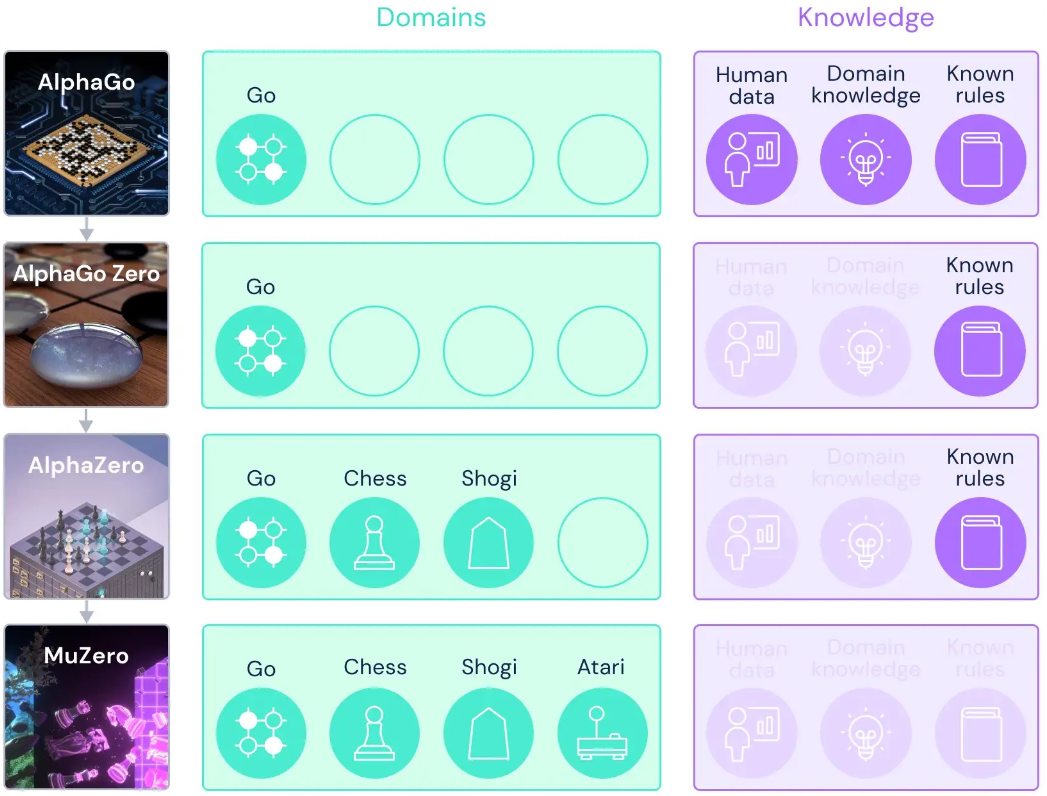 Domains
Knowledge
AlphaGo
Go
Human
data
Domain
knowledge
Known
rules
AlphaGo Zero
Go
Human
data
Domain
knowledge
Known
rules
AlphaZero
Go
Chess
Shogi
Human
data
Domain
knowledge
Known
rules
MuZero
Go
Chess
Shogi
Atari
Human
data
Domain
knowledge
Known
rules